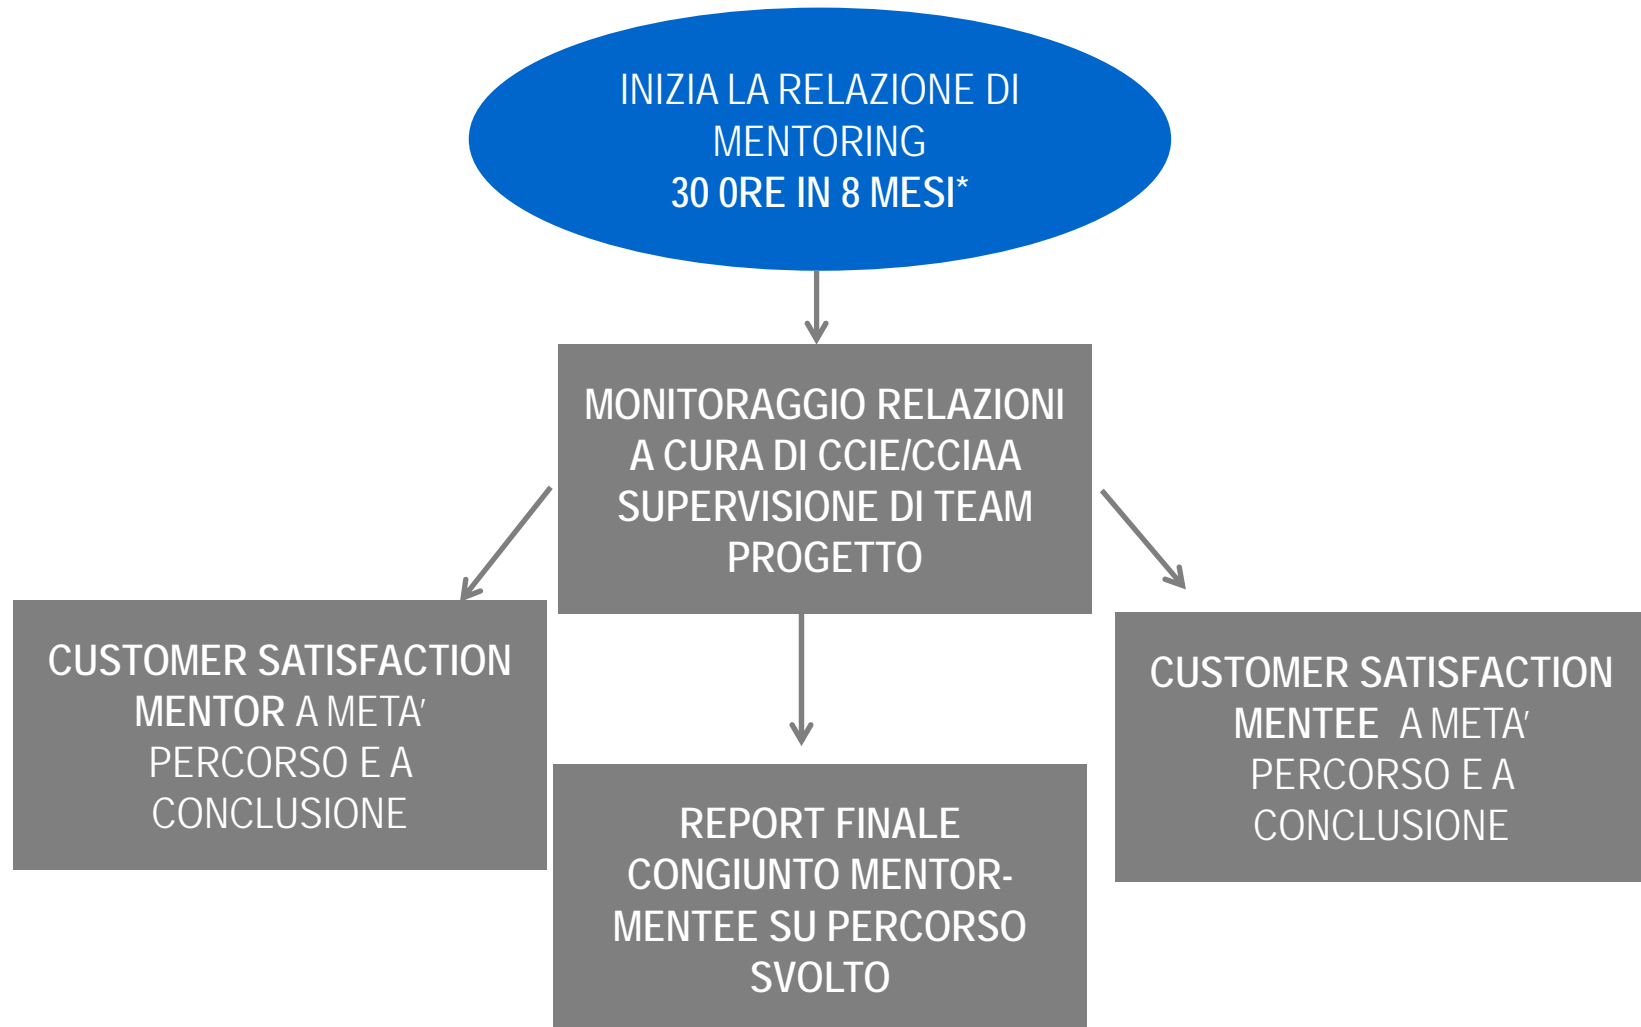 INIZIA LA RELAZIONE DI
MENTORING
30 0RE IN 8 MESI*
MONITORAGGIO RELAZIONI
A CURA DI CCIE/CCIAA
SUPERVISIONE DI TEAM
PROGETTO
CUSTOMER SATISFACTION
MENTOR A META’
PERCORSO E A
CONCLUSIONE
CUSTOMER SATISFACTION
MENTEE A META’
PERCORSO E A
CONCLUSIONE
REPORT FINALE
CONGIUNTO MENTOR-
MENTEE SU PERCORSO
SVOLTO